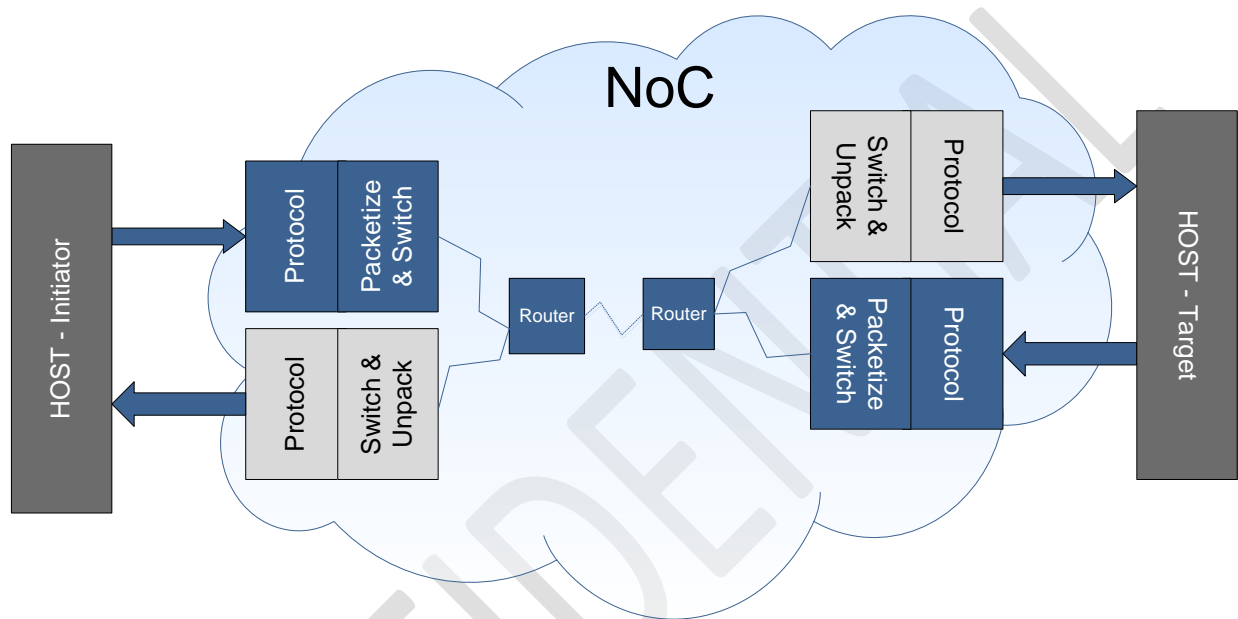 NoC
HOST - Initiator
Protocol
Packetize
& Switch
Protocol
Switch &
Unpack
Router
Router
Switch &
Unpack
Protocol
Packetize
& Switch
Protocol
HOST - Target
FIDENTIAL